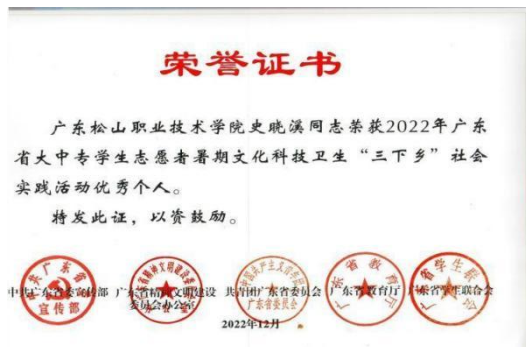 荣誉证书
广东松山职业技术学院史晓溪同志荣获2022年广东
省大中专学生志愿者暑期文化科技卫生“三下乡”社会
实践活动优秀个人。
特发此证，以资鼓励。
中共广东省委宣传部 广东省精神文明建设 共青团广东省委员会 广东省教育厅 广东省学生联合会
委员会办公室
2022年12月